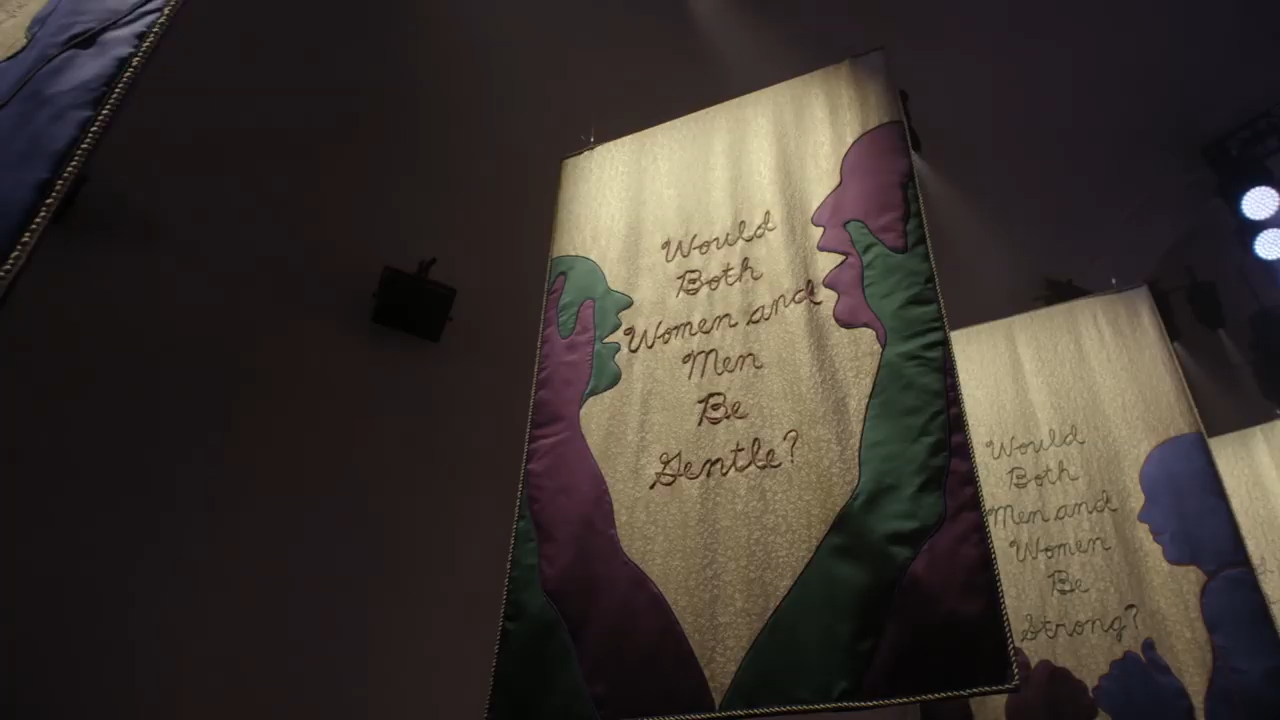 Would
Both
Women and
Men
Be
Gentle?
Would
Both
Men and
Women
Be
Strong?